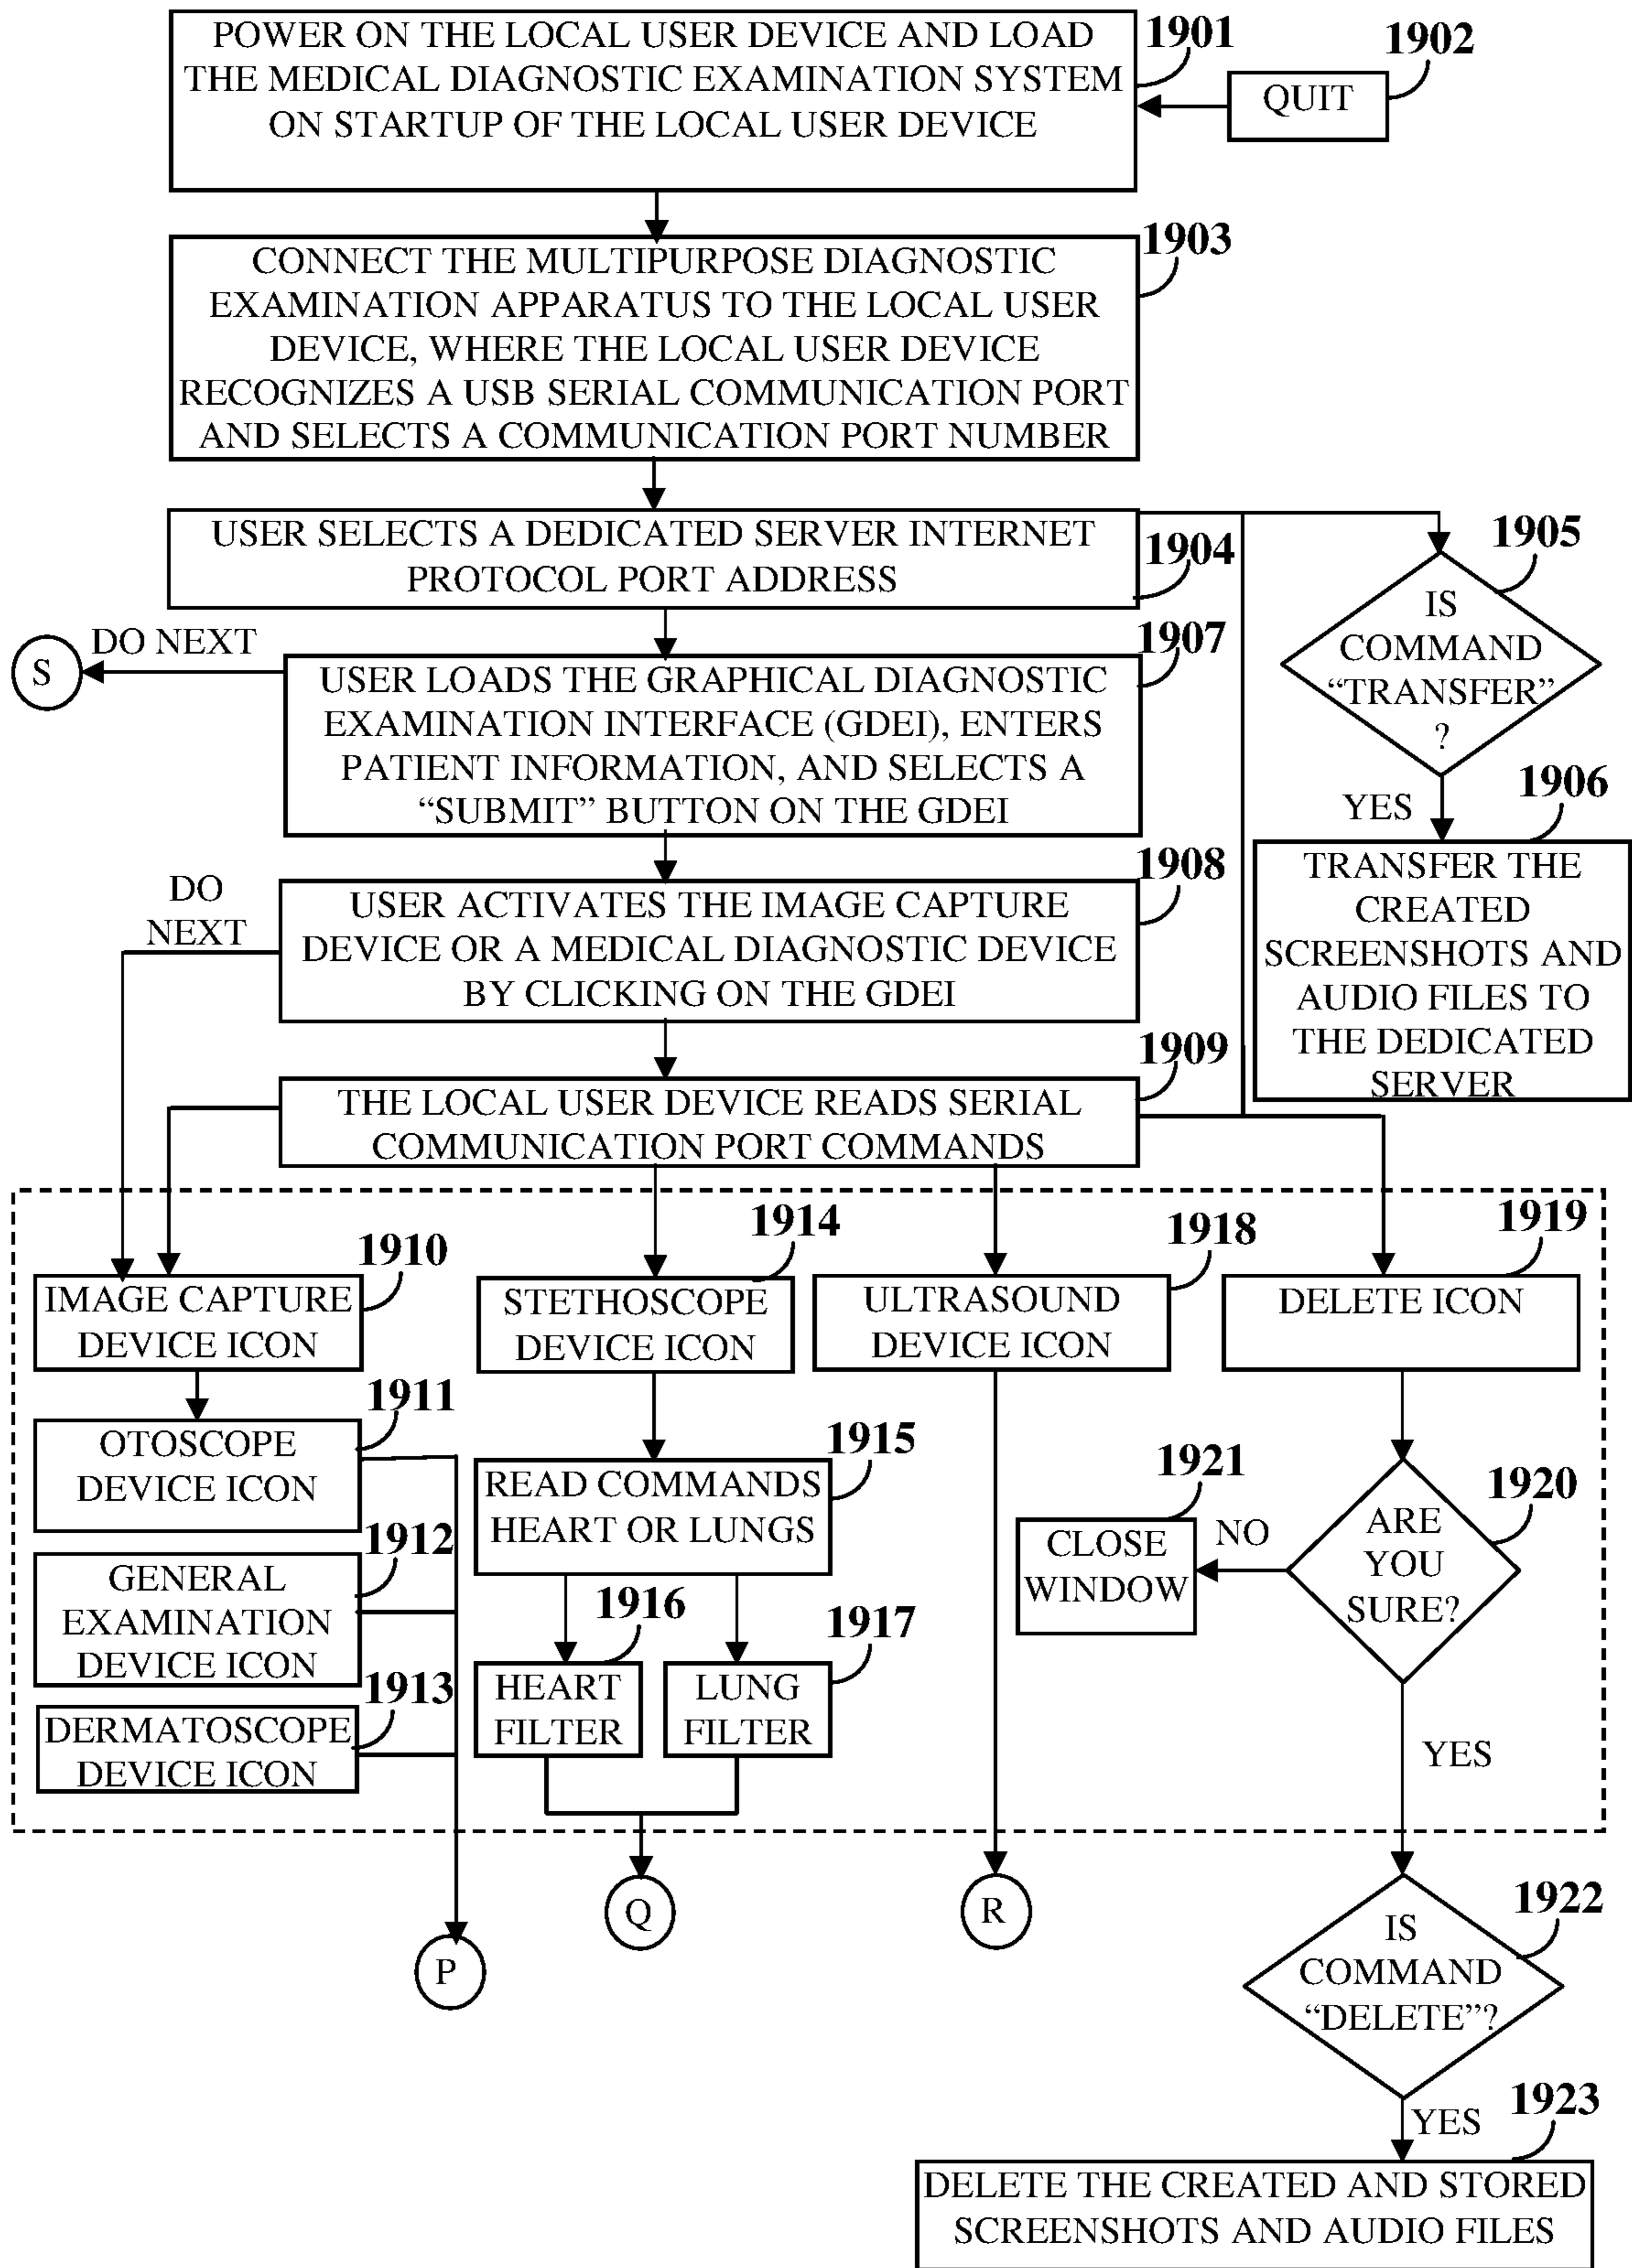 POWER ON THE LOCAL USER DEVICE AND LOAD
THE MEDICAL DIAGNOSTIC EXAMINATION SYSTEM
ON STARTUP OF THE LOCAL USER DEVICE
1901
1902
QUIT
1903
CONNECT THE MULTIPURPOSE DIAGNOSTIC
EXAMINATION APPARATUS TO THE LOCAL USER
DEVICE, WHERE THE LOCAL USER DEVICE
RECOGNIZES A USB SERIAL COMMUNICATION PORT
AND SELECTS A COMMUNICATION PORT NUMBER
USER SELECTS A DEDICATED SERVER INTERNET
PROTOCOL PORT ADDRESS
1904
1905
IS
COMMAND
“TRANSFER”
?
YES
1906
TRANSFER THE
CREATED
SCREENSHOTS AND
AUDIO FILES TO
THE DEDICATED
SERVER
S
DO NEXT
1907
USER LOADS THE GRAPHICAL DIAGNOSTIC
EXAMINATION INTERFACE (GDEI), ENTERS
PATIENT INFORMATION, AND SELECTS A
“SUBMIT” BUTTON ON THE GDEI
DO
NEXT
1908
USER ACTIVATES THE IMAGE CAPTURE
DEVICE OR A MEDICAL DIAGNOSTIC DEVICE
BY CLICKING ON THE GDEI
1909
THE LOCAL USER DEVICE READS SERIAL
COMMUNICATION PORT COMMANDS
1910
IMAGE CAPTURE
DEVICE ICON
1911
OTOSCOPE
DEVICE ICON
1912
GENERAL
EXAMINATION
DEVICE ICON
1913
DERMATOSCOPE
DEVICE ICON
P
1914
STETHOSCOPE
DEVICE ICON
1915
READ COMMANDS
HEART OR LUNGS
1916
HEART
FILTER
1917
LUNG
FILTER
Q
1918
ULTRASOUND
DEVICE ICON
R
1919
DELETE ICON
1920
ARE
YOU
SURE?
NO
1921
CLOSE
WINDOW
YES
1922
IS
COMMAND
“DELETE”?
YES
1923
DELETE THE CREATED AND STORED
SCREENSHOTS AND AUDIO FILES